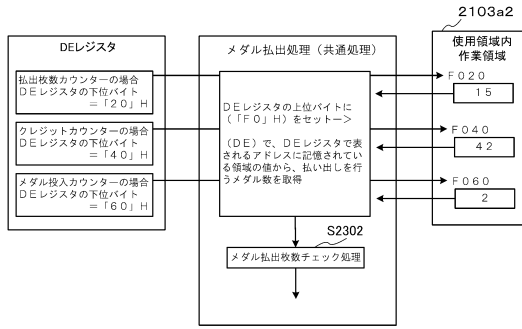 2103a2
DEレジスタ
メダル払出処理（共通処理）
使用領域内
作業領域
払出枚数カウンターの場合
DEレジスタの下位バイト
＝「20」H
クレジットカウンターの場合
DEレジスタの下位バイト
＝「40」H
メダル投入カウンターの場合
DEレジスタの下位バイト
＝「60」H
DEレジスタの上位バイトに
（「F0」H）をセットー＞
（DE）で、DEレジスタで表
されるアドレスに記憶されている
領域の値から、払い出しを行
うメダル数を取得
F020
15
F040
42
F060
2
S2302
メダル払出枚数チェック処理